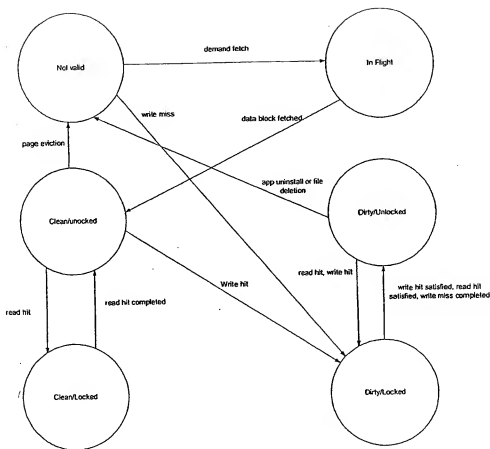 demand fetch
Not valid
In Flight
write miss
data block fetched
page eviction
app uninstall or file
deletion
Clean/unocked
Dirty/Unlocked
read hit, write hit
Write hit
write hit satisfied, read hit
satisfied, write miss completed
read hit completed
read hit
Clean/Locked
Dirty/Locked